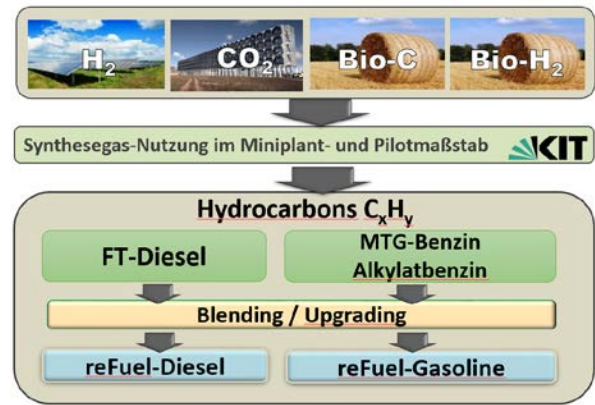 H₂ CO₂ Bio-C Bio-H₂
Synthesegas-Nutzung im Miniplant- und Pilotmaßstab KIT
Hydrocarbons CₓHᵧ
FT-Diesel
MTG-Benzin
Alkylatbenzin
Blending / Upgrading
reFuel-Diesel reFuel-Gasoline